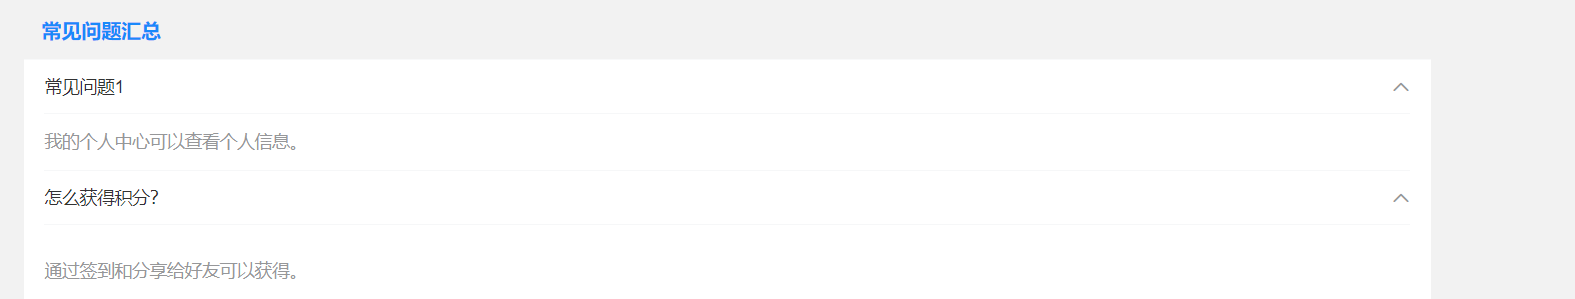 常见问题汇总
常见问题1
我的个人中心可以查看个人信息。
怎么获得积分?
通过签到和分享给好友可以获得。